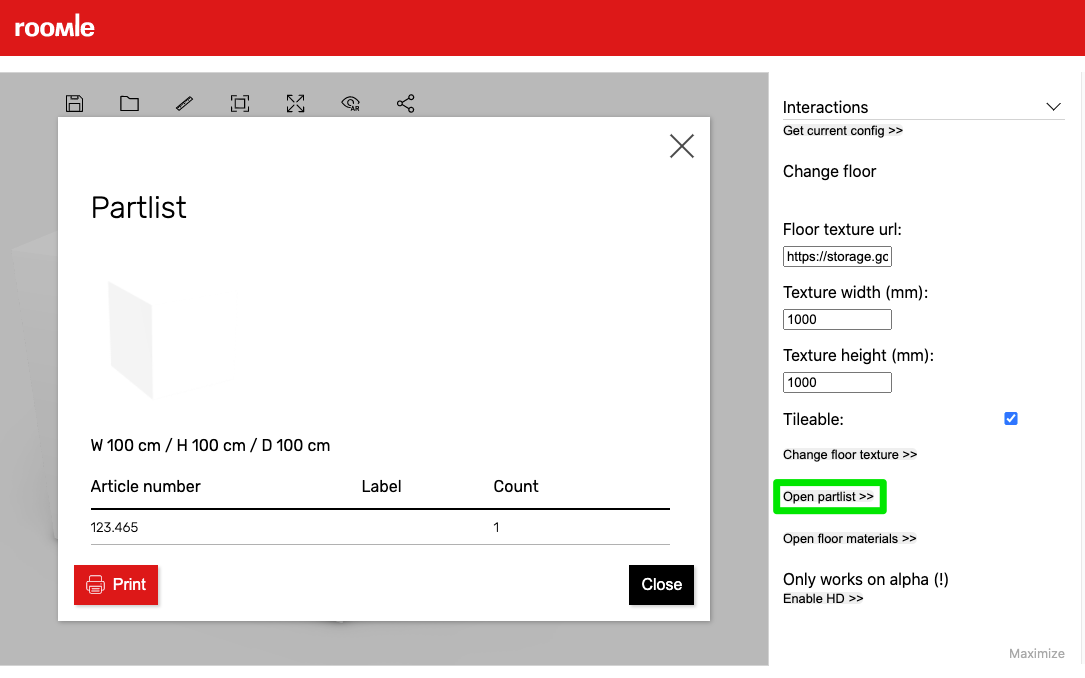 roomle
AR
Partlist
W 100 cm / H 100 cm / D 100 cm
Article number Label Count
123.465 1
Print Close
Interactions
Get current config >>
Change floor
Floor texture url:
https://storage.gc
Texture width (mm):
1000
Texture height (mm):
1000
Tileable:
Change floor texture >>
Open partlist >>
Open floor materials >>
Only works on alpha (!)
Enable HD >>
Maximize